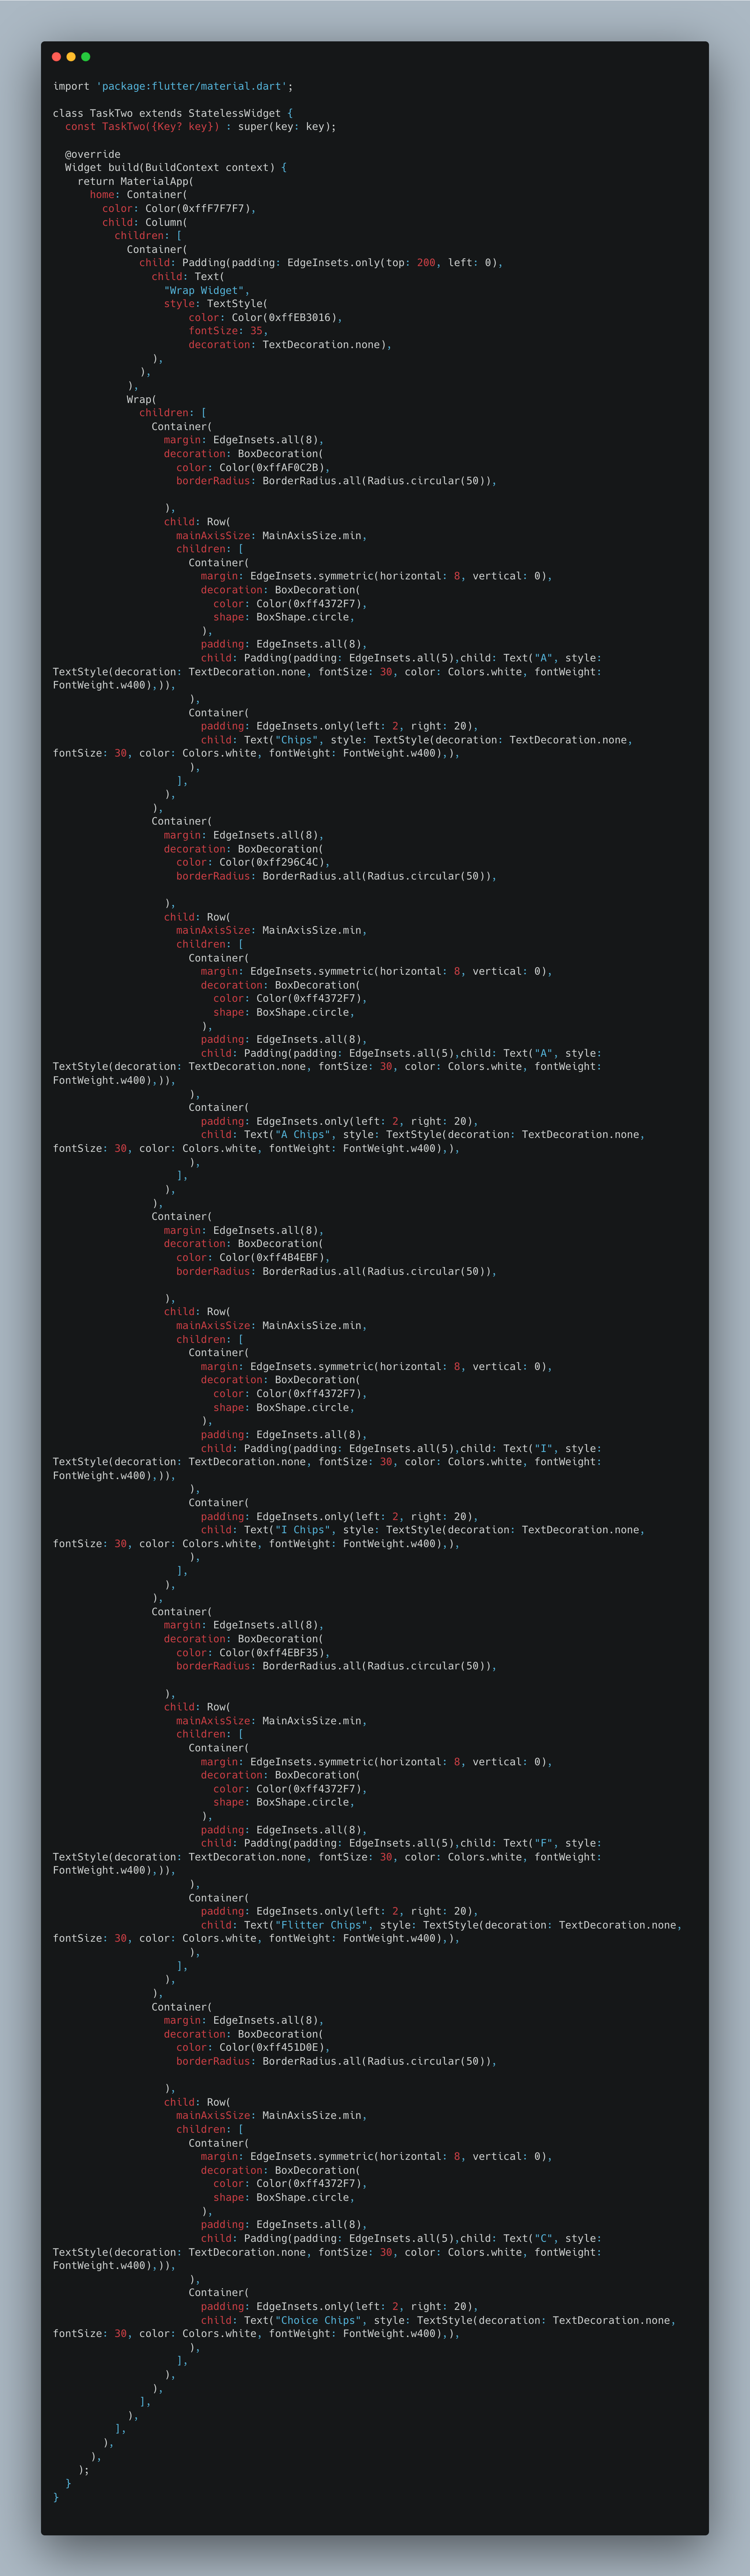 import 'package:flutter/material.dart';

class TaskTwo extends StatelessWidget {
  const TaskTwo({Key? key}) : super(key: key);

  @override
  Widget build(BuildContext context) {
    return MaterialApp(
      home: Container(
        color: Color(0xffF7F7F7),
        child: Column(
          children: [
            Container(
              child: Padding(padding: EdgeInsets.only(top: 200, left: 0),
                child: Text(
                  "Wrap Widget",
                  style: TextStyle(
                      color: Color(0xffEB3016),
                      fontSize: 35,
                      decoration: TextDecoration.none),
                ),
              ),
            ),
            Wrap(
              children: [
                Container(
                  margin: EdgeInsets.all(8),
                  decoration: BoxDecoration(
                    color: Color(0xffAF0C2B),
                    borderRadius: BorderRadius.all(Radius.circular(50)),

                  ),
                  child: Row(
                    mainAxisSize: MainAxisSize.min,
                    children: [
                      Container(
                        margin: EdgeInsets.symmetric(horizontal: 8, vertical: 0),
                        decoration: BoxDecoration(
                          color: Color(0xff4372F7),
                          shape: BoxShape.circle,
                        ),
                        padding: EdgeInsets.all(8),
                        child: Padding(padding: EdgeInsets.all(5),child: Text("A", style:
TextStyle(decoration: TextDecoration.none, fontSize: 30, color: Colors.white, fontWeight:
FontWeight.w400),)),
                      ),
                      Container(
                        padding: EdgeInsets.only(left: 2, right: 20),
                        child: Text("Chips", style: TextStyle(decoration: TextDecoration.none,
fontSize: 30, color: Colors.white, fontWeight: FontWeight.w400),),
                      ),
                    ],
                  ),
                ),
                Container(
                  margin: EdgeInsets.all(8),
                  decoration: BoxDecoration(
                    color: Color(0xff296C4C),
                    borderRadius: BorderRadius.all(Radius.circular(50)),

                  ),
                  child: Row(
                    mainAxisSize: MainAxisSize.min,
                    children: [
                      Container(
                        margin: EdgeInsets.symmetric(horizontal: 8, vertical: 0),
                        decoration: BoxDecoration(
                          color: Color(0xff4372F7),
                          shape: BoxShape.circle,
                        ),
                        padding: EdgeInsets.all(8),
                        child: Padding(padding: EdgeInsets.all(5),child: Text("A", style:
TextStyle(decoration: TextDecoration.none, fontSize: 30, color: Colors.white, fontWeight:
FontWeight.w400),)),
                      ),
                      Container(
                        padding: EdgeInsets.only(left: 2, right: 20),
                        child: Text("A Chips", style: TextStyle(decoration: TextDecoration.none,
fontSize: 30, color: Colors.white, fontWeight: FontWeight.w400),),
                      ),
                    ],
                  ),
                ),
                Container(
                  margin: EdgeInsets.all(8),
                  decoration: BoxDecoration(
                    color: Color(0xff4B4EBF),
                    borderRadius: BorderRadius.all(Radius.circular(50)),

                  ),
                  child: Row(
                    mainAxisSize: MainAxisSize.min,
                    children: [
                      Container(
                        margin: EdgeInsets.symmetric(horizontal: 8, vertical: 0),
                        decoration: BoxDecoration(
                          color: Color(0xff4372F7),
                          shape: BoxShape.circle,
                        ),
                        padding: EdgeInsets.all(8),
                        child: Padding(padding: EdgeInsets.all(5),child: Text("I", style:
TextStyle(decoration: TextDecoration.none, fontSize: 30, color: Colors.white, fontWeight:
FontWeight.w400),)),
                      ),
                      Container(
                        padding: EdgeInsets.only(left: 2, right: 20),
                        child: Text("I Chips", style: TextStyle(decoration: TextDecoration.none,
fontSize: 30, color: Colors.white, fontWeight: FontWeight.w400),),
                      ),
                    ],
                  ),
                ),
                Container(
                  margin: EdgeInsets.all(8),
                  decoration: BoxDecoration(
                    color: Color(0xff4EBF35),
                    borderRadius: BorderRadius.all(Radius.circular(50)),

                  ),
                  child: Row(
                    mainAxisSize: MainAxisSize.min,
                    children: [
                      Container(
                        margin: EdgeInsets.symmetric(horizontal: 8, vertical: 0),
                        decoration: BoxDecoration(
                          color: Color(0xff4372F7),
                          shape: BoxShape.circle,
                        ),
                        padding: EdgeInsets.all(8),
                        child: Padding(padding: EdgeInsets.all(5),child: Text("F", style:
TextStyle(decoration: TextDecoration.none, fontSize: 30, color: Colors.white, fontWeight:
FontWeight.w400),)),
                      ),
                      Container(
                        padding: EdgeInsets.only(left: 2, right: 20),
                        child: Text("Flitter Chips", style: TextStyle(decoration: TextDecoration.none,
fontSize: 30, color: Colors.white, fontWeight: FontWeight.w400),),
                      ),
                    ],
                  ),
                ),
                Container(
                  margin: EdgeInsets.all(8),
                  decoration: BoxDecoration(
                    color: Color(0xff451D0E),
                    borderRadius: BorderRadius.all(Radius.circular(50)),

                  ),
                  child: Row(
                    mainAxisSize: MainAxisSize.min,
                    children: [
                      Container(
                        margin: EdgeInsets.symmetric(horizontal: 8, vertical: 0),
                        decoration: BoxDecoration(
                          color: Color(0xff4372F7),
                          shape: BoxShape.circle,
                        ),
                        padding: EdgeInsets.all(8),
                        child: Padding(padding: EdgeInsets.all(5),child: Text("C", style:
TextStyle(decoration: TextDecoration.none, fontSize: 30, color: Colors.white, fontWeight:
FontWeight.w400),)),
                      ),
                      Container(
                        padding: EdgeInsets.only(left: 2, right: 20),
                        child: Text("Choice Chips", style: TextStyle(decoration: TextDecoration.none,
fontSize: 30, color: Colors.white, fontWeight: FontWeight.w400),),
                      ),
                    ],
                  ),
                ),
              ],
            ),
          ],
        ),
      ),
    );
  }
}